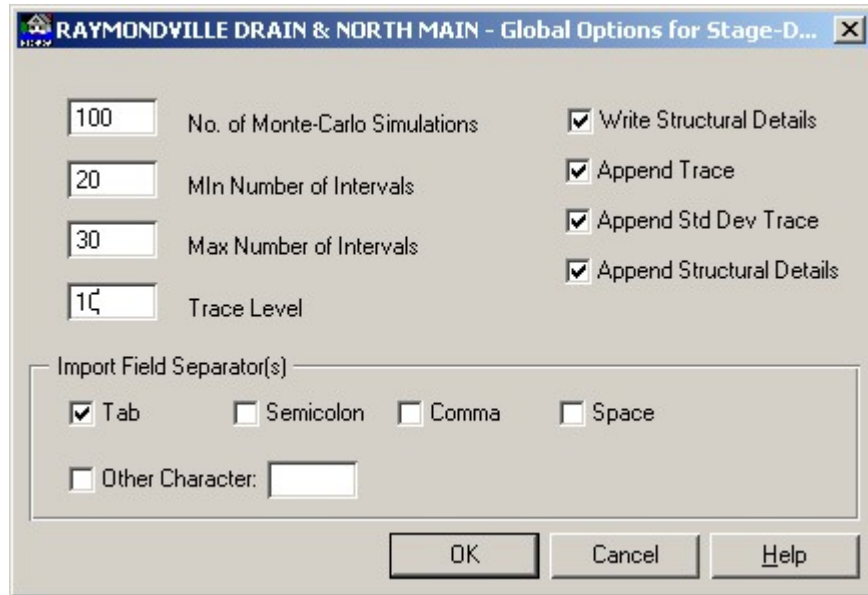 RAYMONDVILLE DRAIN & NORTH MAIN - Global Options for Stage-D...
100 No. of Monte-Carlo Simulations
Write Structural Details
20 MIn Number of Intervals
Append Trace
30 Max Number of Intervals
Append Std Dev Trace
Trace Level
Append Structural Details
Import Field Separator(s)
Tab Semicolon Comma Space
Other Character:
OK Cancel Help